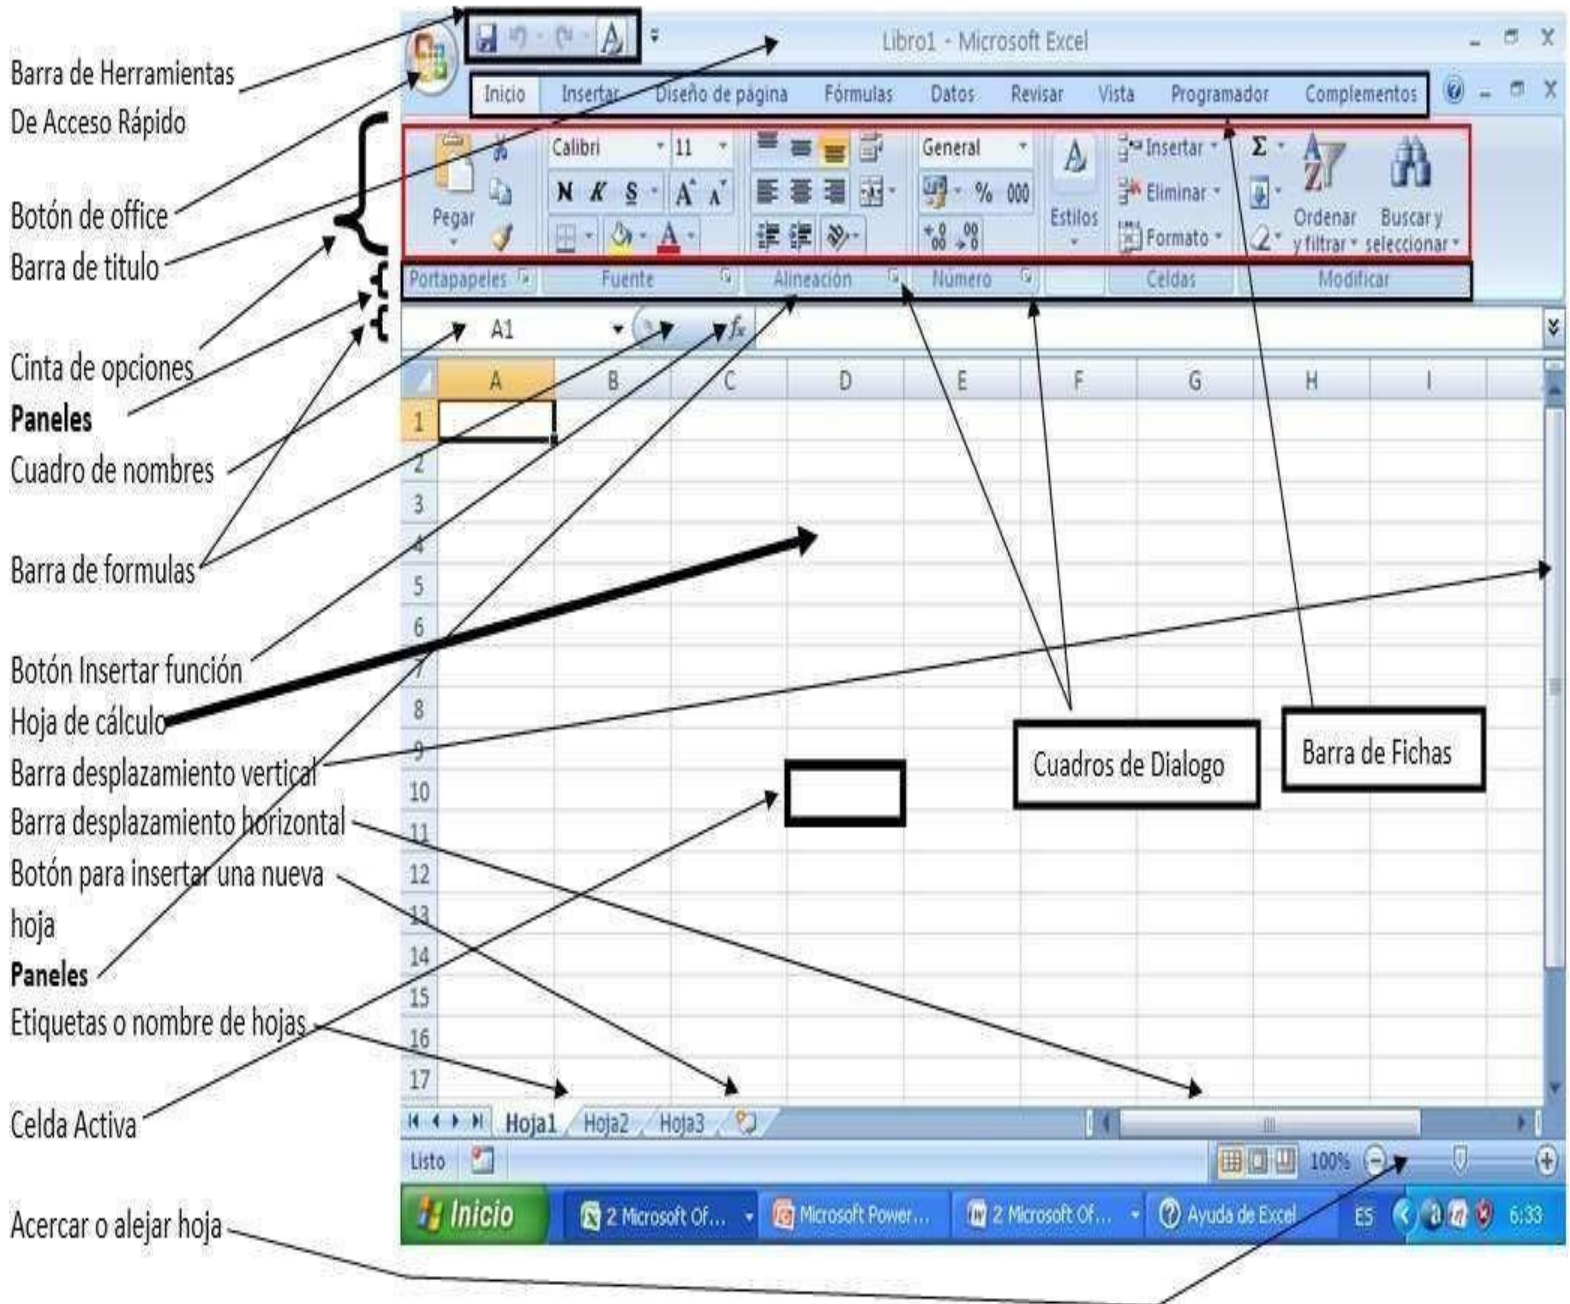 Barra de Herramientas
De Acceso Rápido
Botón de office
Barra de titulo
Cinta de opciones
Paneles
Cuadro de nombres
Barra de formulas
Botón Insertar función
Hoja de cálculo
Barra desplazamiento vertical
Barra desplazamiento horizontal
Botón para insertar una nueva
hoja
Paneles
Etiquetas o nombre de hojas
Celda Activa
Acercar o alejar hoja
Libro1 - Microsoft Excel
Inicio Insertar Diseño de página Fórmulas Datos Revisar Vista Programador Complementos
Calibri 11 General Insertar Σ
N K S A A % 000 Eliminar
Pegar Estilos Formato
Ordenar
y filtrar
Buscar y
seleccionar
Portapapeles Fuente Alineación Número Celdas Modificar
A1 fx
A B C D E F G H I
1
2
3
4
5
6
7
8
9
10
11
12
13
14
15
16
17
Cuadros de Dialogo
Barra de Fichas
Hoja1 Hoja2 Hoja3
Listo 100%
Inicio 2 Microsoft Of... Microsoft Power... 2 Microsoft Of... Ayuda de Excel ES 6:33